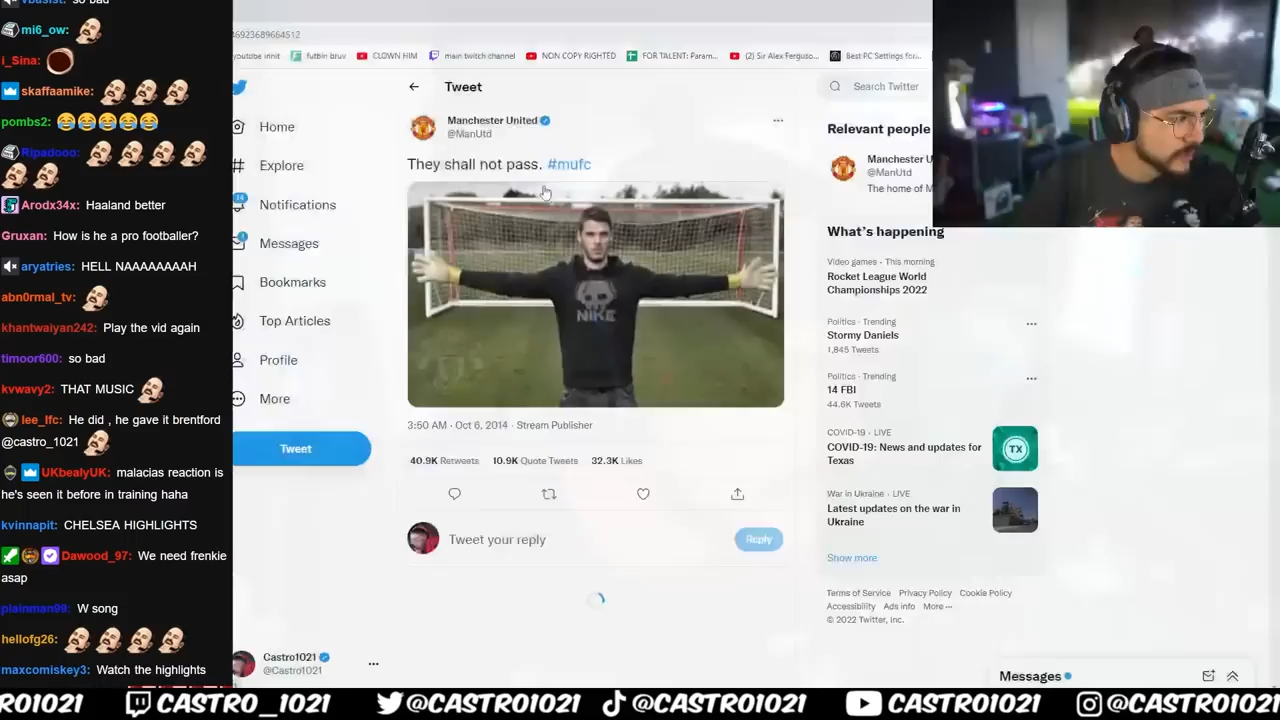 so bad
mi6_ow:
i_Sina:
skaffaamike:
pombs2:
Ripadooo:
Arodx34x: Haaland better
Gruxan: How is he a pro footballer?
aryatries: HELL NAAAAAAAH
abn0rmal_tv:
khantwaiyan242: Play the vid again
timoor600: so bad
kvwavy2: THAT MUSIC
lee_lfc: He did , he gave it brentford
@castro_1021
UKbealyUK: malacias reaction is
he's seen it before in training haha
kvinnapit: CHELSEA HIGHLIGHTS
Dawood_97: We need frenkie
asap
plainman99: W song
hellofg26:
maxcomiskey3: Watch the highlights
46923689664512
youtube innit
futbin bruv
CLOWN HIM
main twitch channel
NON COPY RIGHTED
FOR TALENT: Param...
(2) Sir Alex Ferguso...
Best PC Settings for...
Home
Explore
14
Notifications
1
Messages
Bookmarks
Top Articles
Profile
More
Tweet
Castro1021
@Castro1021
Tweet
Manchester United
@ManUtd
They shall not pass. #mufc
NIKE
3:50 AM · Oct 6, 2014 · Stream Publisher
40.9K Retweets 10.9K Quote Tweets 32.3K Likes
Tweet your reply
Reply
Search Twitter
Relevant people
Manchester U
@ManUtd
The home of M
What's happening
Video games · This morning
Rocket League World
Championships 2022
Politics · Trending
Stormy Daniels
1,845 Tweets
Politics · Trending
14 FBI
44.6K Tweets
COVID-19 · LIVE
COVID-19: News and updates for
Texas
TX
War in Ukraine · LIVE
Latest updates on the war in
Ukraine
Show more
Terms of Service Privacy Policy Cookie Policy
Accessibility Ads info More ···
© 2022 Twitter, Inc.
Messages
RO1021 CASTRO_1021 @CASTRO1021 @CASTRO1021 CASTRO1021 @CASTRO1021